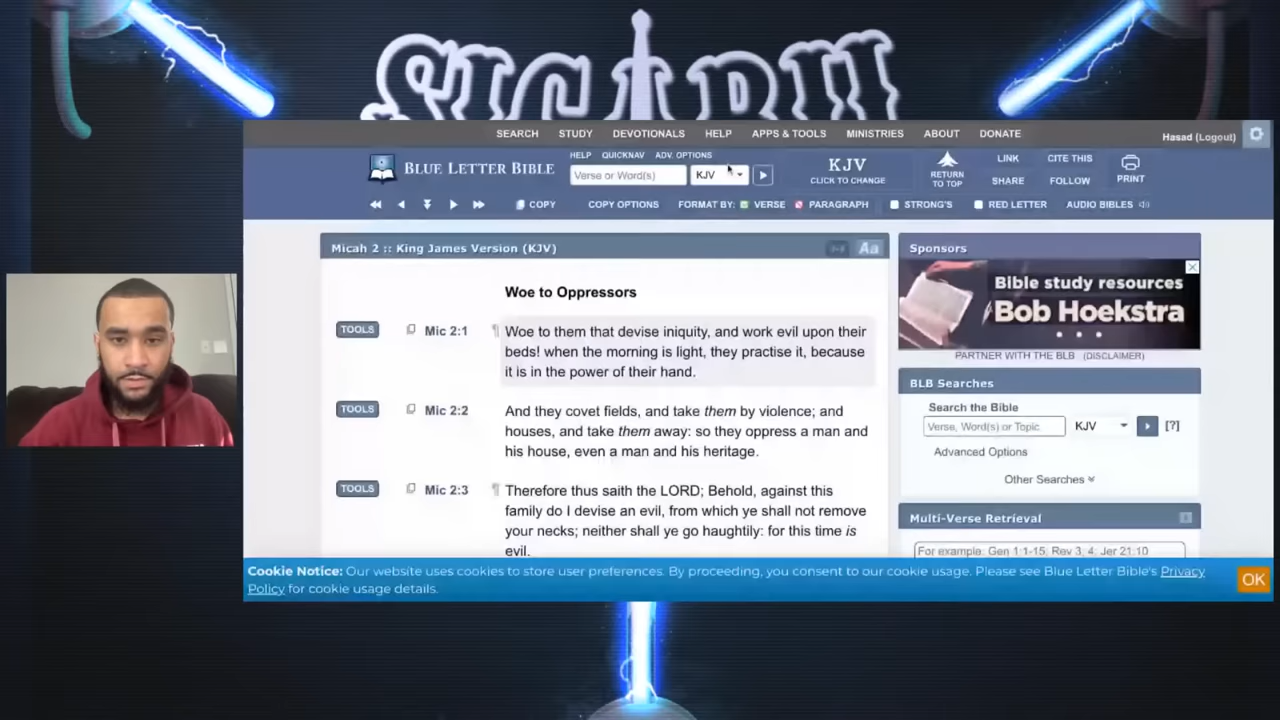 SICARII
SEARCH STUDY DEVOTIONALS HELP APPS & TOOLS MINISTRIES ABOUT DONATE
Hasad (Logout)
BLUE LETTER BIBLE
HELP QUICKNAV ADV. OPTIONS
Verse or Word(s) KJV
KJV
CLICK TO CHANGE
RETURN
TO TOP
LINK CITE THIS
SHARE FOLLOW
PRINT
COPY COPY OPTIONS FORMAT BY: VERSE PARAGRAPH STRONG'S RED LETTER AUDIO BIBLES
Micah 2 :: King James Version (KJV) Aa
Woe to Oppressors
TOOLS Mic 2:1 ¶ Woe to them that devise iniquity, and work evil upon their
beds! when the morning is light, they practise it, because
it is in the power of their hand.
TOOLS Mic 2:2 And they covet fields, and take them by violence; and
houses, and take them away: so they oppress a man and
his house, even a man and his heritage.
TOOLS Mic 2:3 ¶ Therefore thus saith the LORD; Behold, against this
family do I devise an evil, from which ye shall not remove
your necks; neither shall ye go haughtily: for this time is
evil.
Sponsors
Bible study resources
Bob Hoekstra
PARTNER WITH THE BLB (DISCLAIMER)
BLB Searches
Search the Bible
Verse, Word(s) or Topic KJV [?]
Advanced Options
Other Searches
Multi-Verse Retrieval
For example: Gen 1:1-15; Rev 3, 4; Jer 21:10
Cookie Notice: Our website uses cookies to store user preferences. By proceeding, you consent to our cookie usage. Please see Blue Letter Bible's Privacy
Policy for cookie usage details.
OK